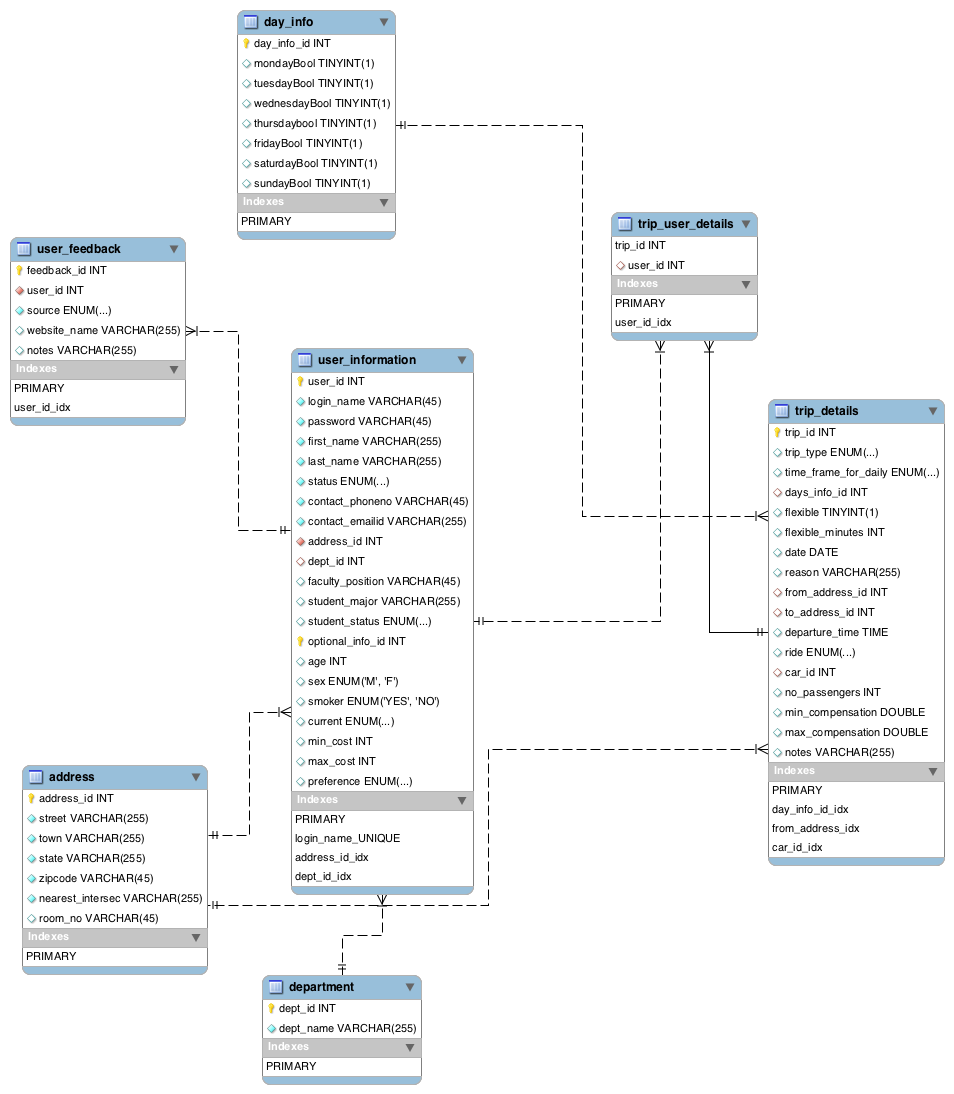 day_info
day_info_id INT
mondayBool TINYINT(1)
tuesdayBool TINYINT(1)
wednesdayBool TINYINT(1)
thursdaybool TINYINT(1)
fridayBool TINYINT(1)
saturdayBool TINYINT(1)
sundayBool TINYINT(1)
Indexes
PRIMARY
trip_user_details
trip_id INT
user_id INT
Indexes
PRIMARY
user_id_idx
user_feedback
feedback_id INT
user_id INT
source ENUM(...)
website_name VARCHAR(255)
notes VARCHAR(255)
Indexes
PRIMARY
user_id_idx
user_information
user_id INT
login_name VARCHAR(45)
password VARCHAR(45)
first_name VARCHAR(255)
last_name VARCHAR(255)
status ENUM(...)
contact_phoneno VARCHAR(45)
contact_emailid VARCHAR(255)
address_id INT
dept_id INT
faculty_position VARCHAR(45)
student_major VARCHAR(255)
student_status ENUM(...)
optional_info_id INT
age INT
sex ENUM('M', 'F')
smoker ENUM('YES', 'NO')
current ENUM(...)
min_cost INT
max_cost INT
preference ENUM(...)
Indexes
PRIMARY
login_name_UNIQUE
address_id_idx
dept_id_idx
trip_details
trip_id INT
trip_type ENUM(...)
time_frame_for_daily ENUM(...)
days_info_id INT
flexible TINYINT(1)
flexible_minutes INT
date DATE
reason VARCHAR(255)
from_address_id INT
to_address_id INT
departure_time TIME
ride ENUM(...)
car_id INT
no_passengers INT
min_compensation DOUBLE
max_compensation DOUBLE
notes VARCHAR(255)
Indexes
PRIMARY
day_info_id_idx
from_address_idx
car_id_idx
address
address_id INT
street VARCHAR(255)
town VARCHAR(255)
state VARCHAR(255)
zipcode VARCHAR(45)
nearest_intersec VARCHAR(255)
room_no VARCHAR(45)
Indexes
PRIMARY
department
dept_id INT
dept_name VARCHAR(255)
Indexes
PRIMARY